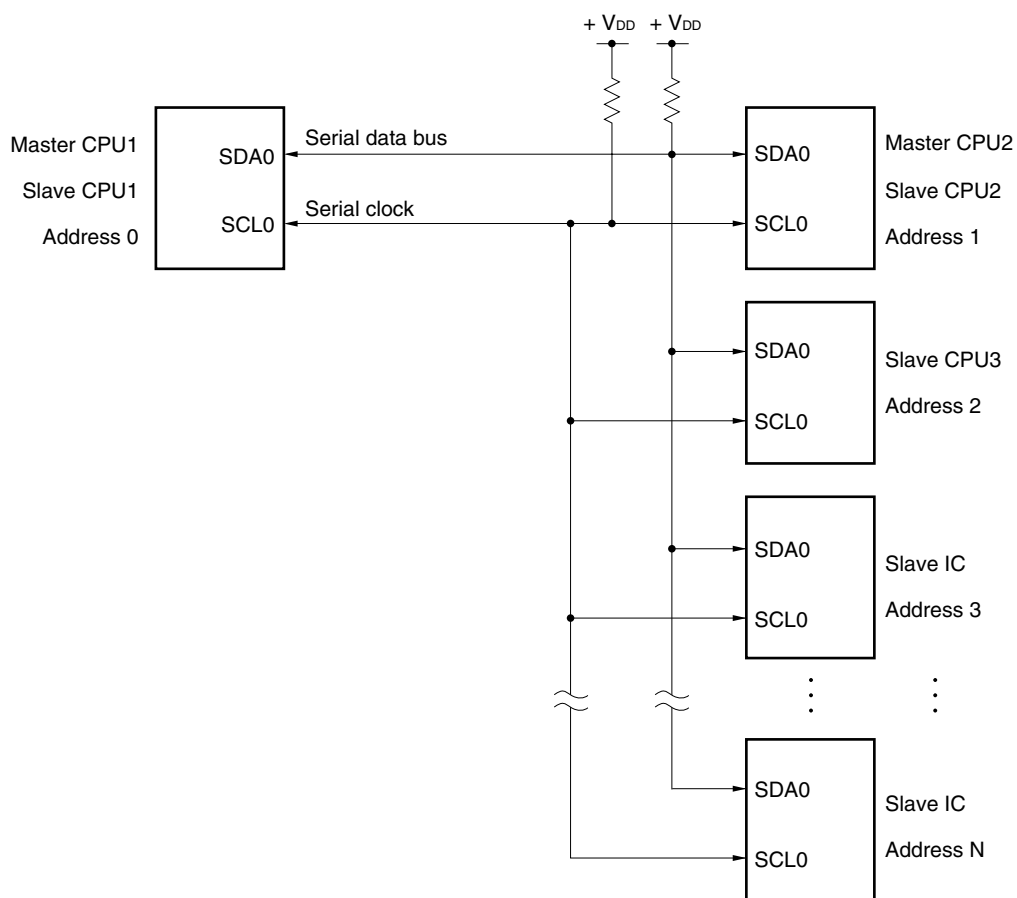 + VDD + VDD
Master CPU1
Slave CPU1
Address 0
SDA0
SCL0
Serial data bus
Serial clock
SDA0
SCL0
Master CPU2
Slave CPU2
Address 1
SDA0
SCL0
Slave CPU3
Address 2
SDA0
SCL0
Slave IC
Address 3
SDA0
SCL0
Slave IC
Address N